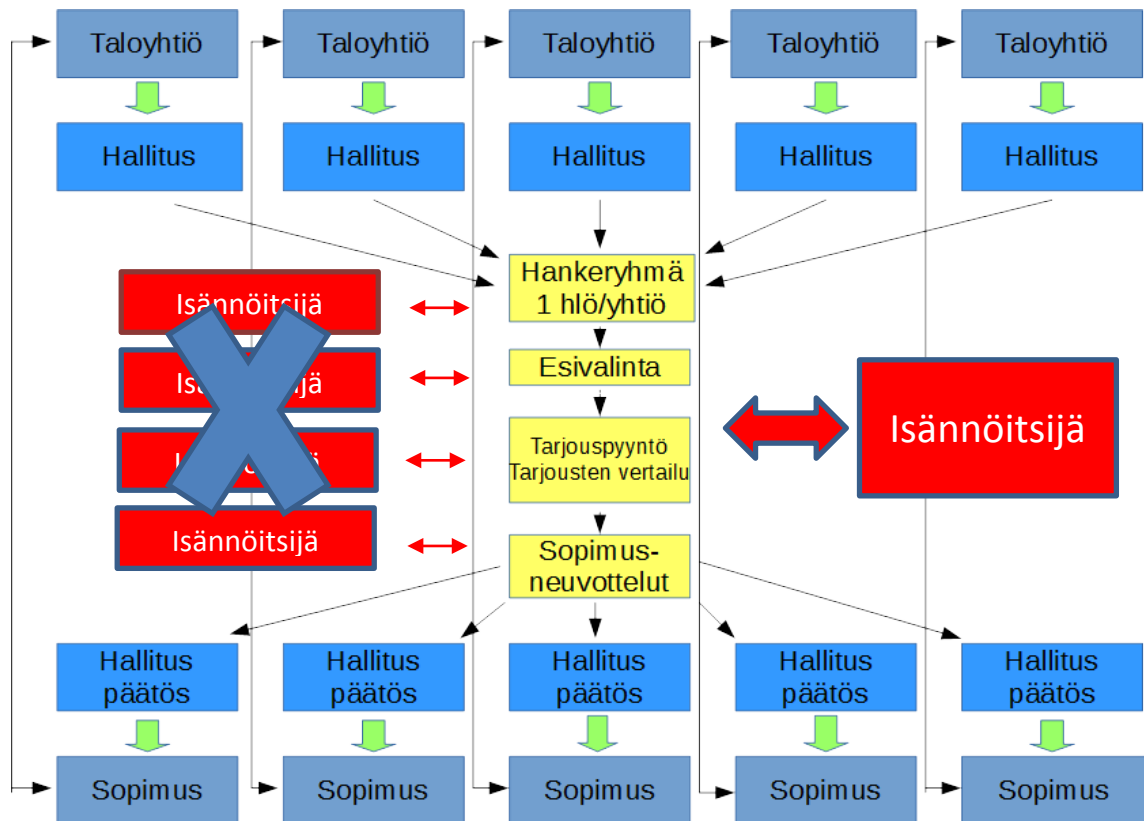 Taloyhtiö
Taloyhtiö
Taloyhtiö
Taloyhtiö
Taloyhtiö
Hallitus
Hallitus
Hallitus
Hallitus
Hallitus
Hankeryhmä
1 hlö/yhtiö
Isännöitsijä
Esivalinta
Tarjouspyyntö
Tarjousten vertailu
Isännöitsijä
Isännöitsijä
Sopimus-
neuvottelut
Hallitus
päätös
Hallitus
päätös
Hallitus
päätös
Hallitus
päätös
Hallitus
päätös
Sopimus
Sopimus
Sopimus
Sopimus
Sopimus